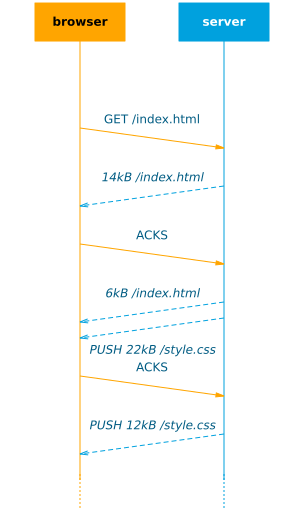 browser
server
GET /index.html
14kB /index.html
ACKS
6kB /index.html
PUSH 22kB /style.css
ACKS
PUSH 12kB /style.css